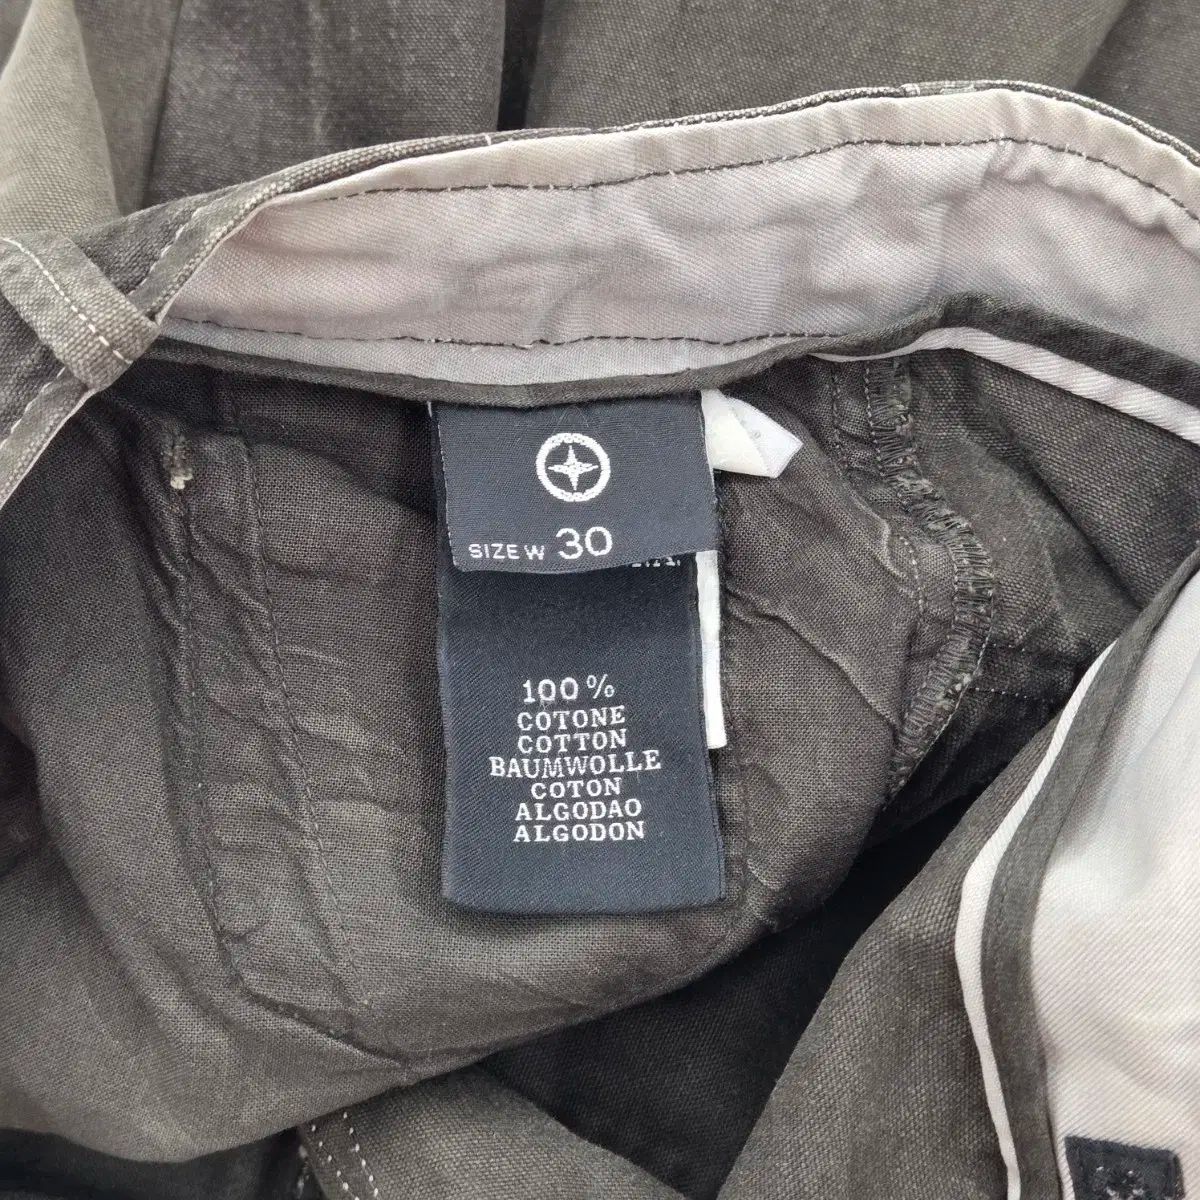 SIZE W 30
100 %
COTONE
COTTON
BAUMWOLLE
COTON
ALGODAO
ALGODON